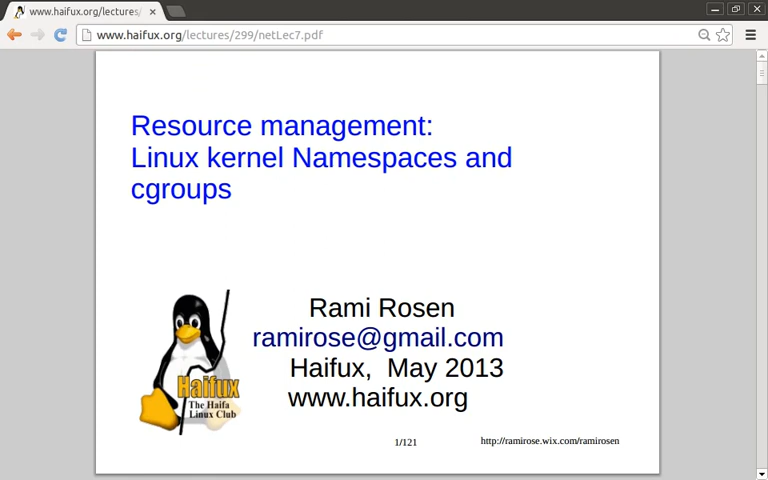 www.haifux.org/lectures/
www.haifux.org/lectures/299/netLec7.pdf
Resource management:
Linux kernel Namespaces and
cgroups
Rami Rosen
ramirose@gmail.com
Haifux, May 2013
www.haifux.org
Haifux
The Haifa
Linux Club
1/121
http://ramirose.wix.com/ramirosen